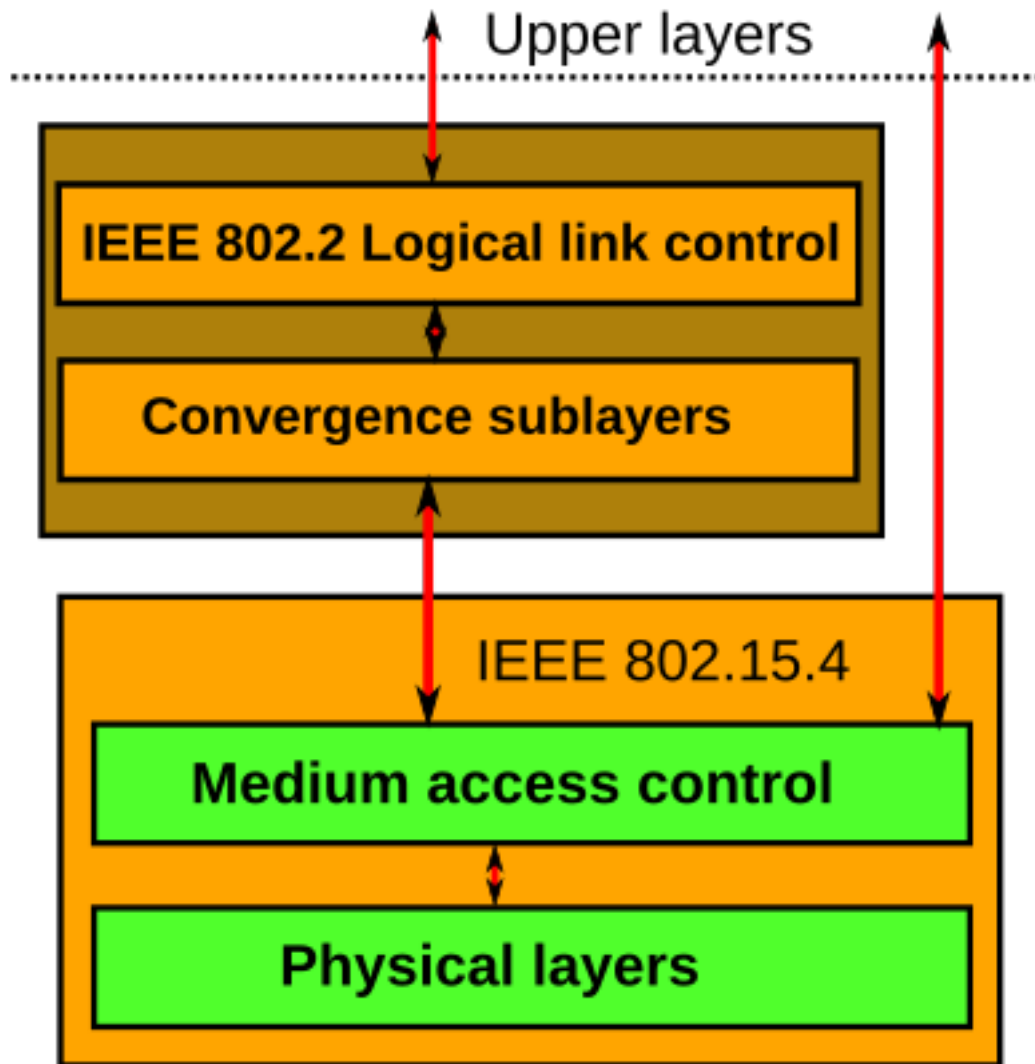 Upper layers
IEEE 802.2 Logical link control
Convergence sublayers
IEEE 802.15.4
Medium access control
Physical layers